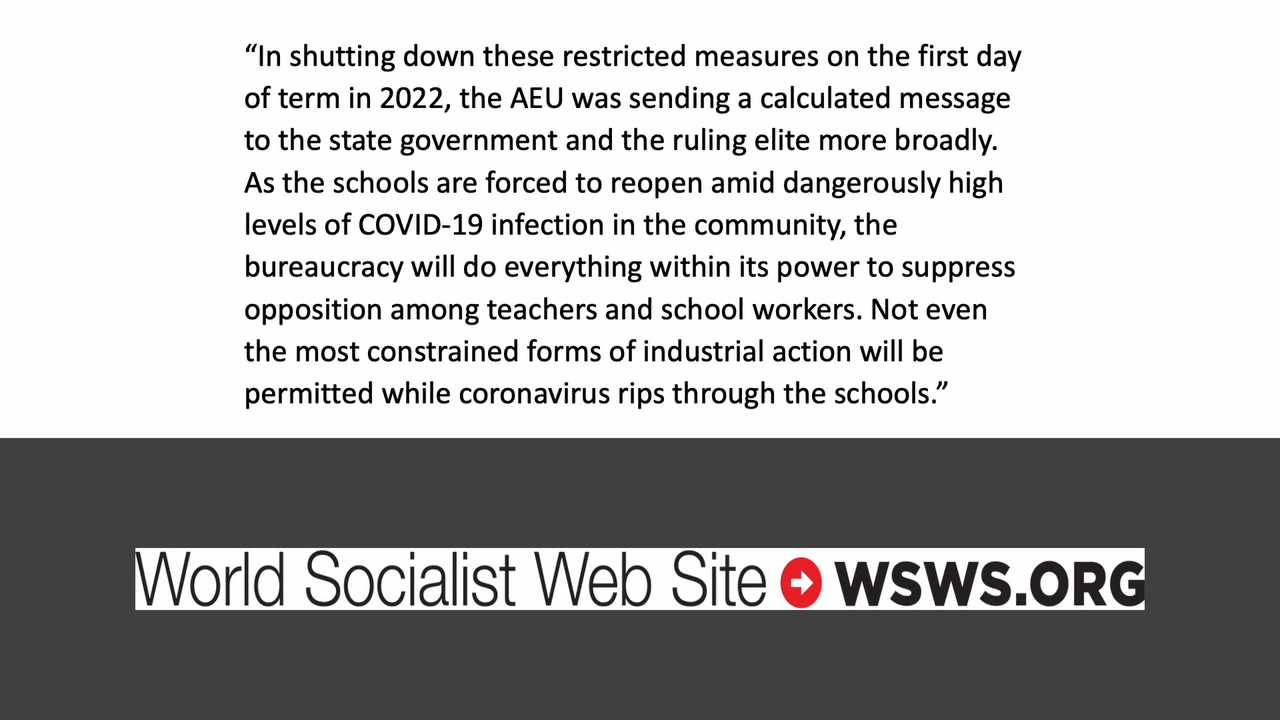 “In shutting down these restricted measures on the first day
of term in 2022, the AEU was sending a calculated message
to the state government and the ruling elite more broadly.
As the schools are forced to reopen amid dangerously high
levels of COVID-19 infection in the community, the
bureaucracy will do everything within its power to suppress
opposition among teachers and school workers. Not even
the most constrained forms of industrial action will be
permitted while coronavirus rips through the schools.”
World Socialist Web Site WSWS.ORG